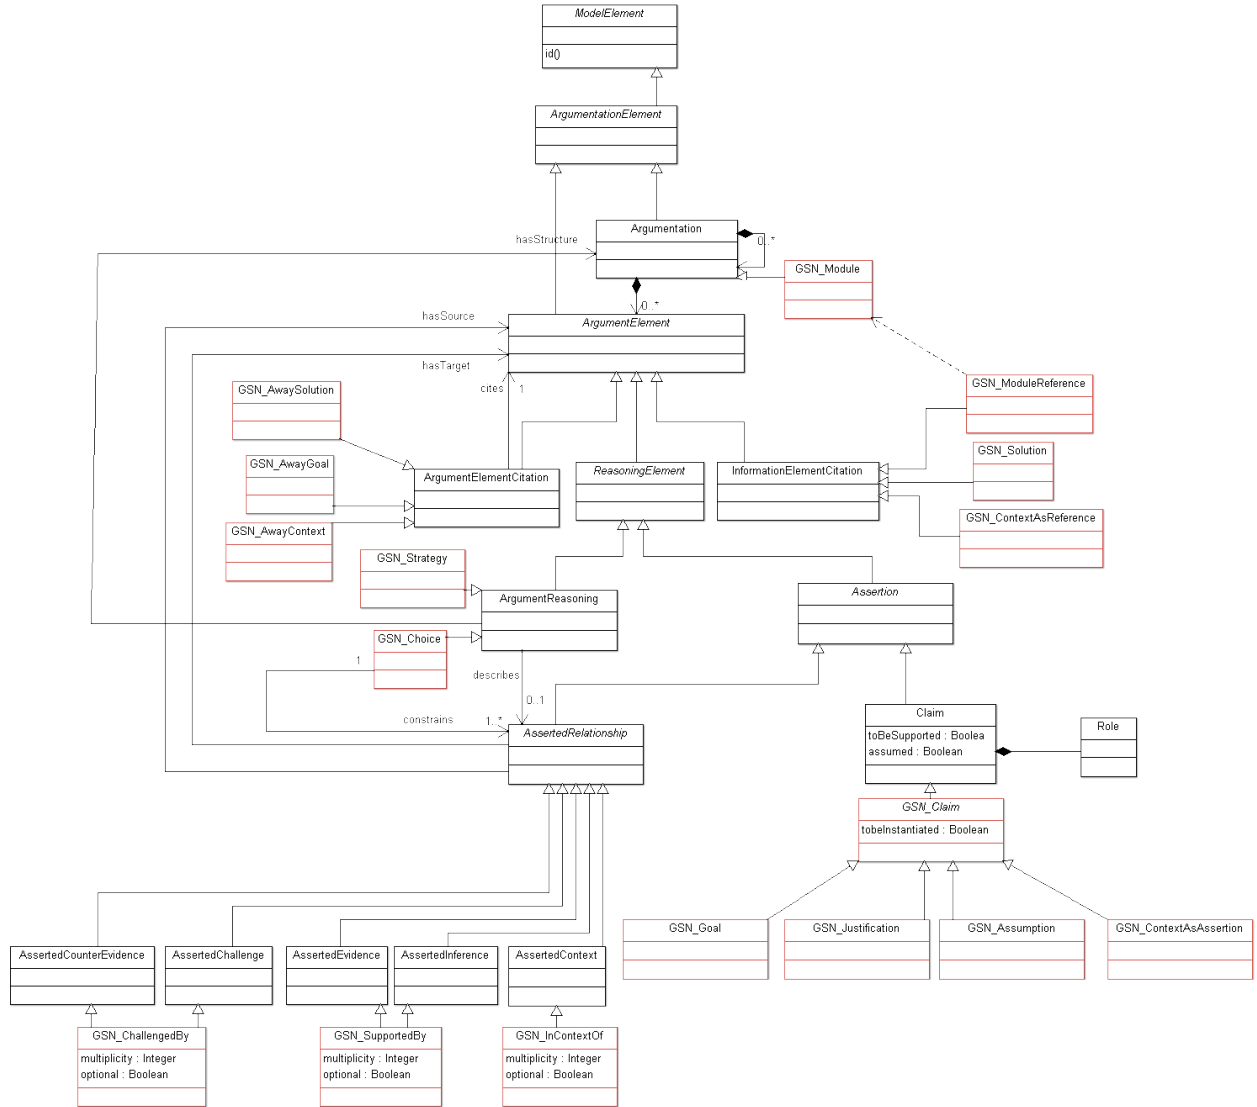 ModelElement
id()
ArgumentationElement
Argumentation
0..*
hasStructure
GSN_Module
0..*
hasSource
ArgumentElement
hasTarget
cites 1
GSN_AwaySolution
GSN_ModuleReference
GSN_AwayGoal
ArgumentElementCitation
ReasoningElement
InformationElementCitation
GSN_Solution
GSN_AwayContext
GSN_ContextAsReference
GSN_Strategy
ArgumentReasoning
Assertion
GSN_Choice
1
describes
0..1
constrains
1..*
AssertedRelationship
Claim
toBeSupported : Boolea
assumed : Boolean
Role
GSN_Claim
tobeInstantiated : Boolean
GSN_Goal
GSN_Justification
GSN_Assumption
GSN_ContextAsAssertion
AssertedCounterEvidence
AssertedChallenge
AssertedEvidence
AssertedInference
AssertedContext
GSN_ChallengedBy
multiplicity : Integer
optional : Boolean
GSN_SupportedBy
multiplicity : Integer
optional : Boolean
GSN_InContextOf
multiplicity : Integer
optional : Boolean